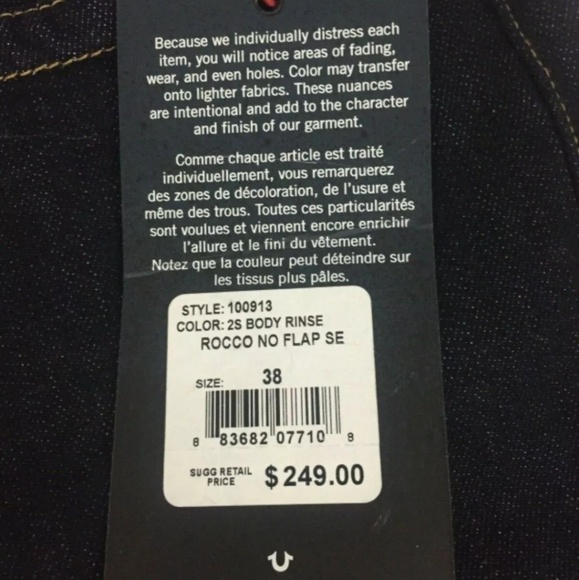 Because we individually distress each
item, you will notice areas of fading,
wear, and even holes. Color may transfer
onto lighter fabrics. These nuances
are intentional and add to the character
and finish of our garment.
Comme chaque article est traité
individuellement, vous remarquerez
des zones de décoloration, de l'usure et
même des trous. Toutes ces particularités
sont voulues et viennent encore enrichir
l'allure et le fini du vêtement.
Notez que la couleur peut déteindre sur
les tissus plus pâles.
STYLE: 100913
COLOR: 2S BODY RINSE
ROCCO NO FLAP SE
SIZE: 38
8 83682 07710 8
SUGG RETAIL
PRICE $249.00